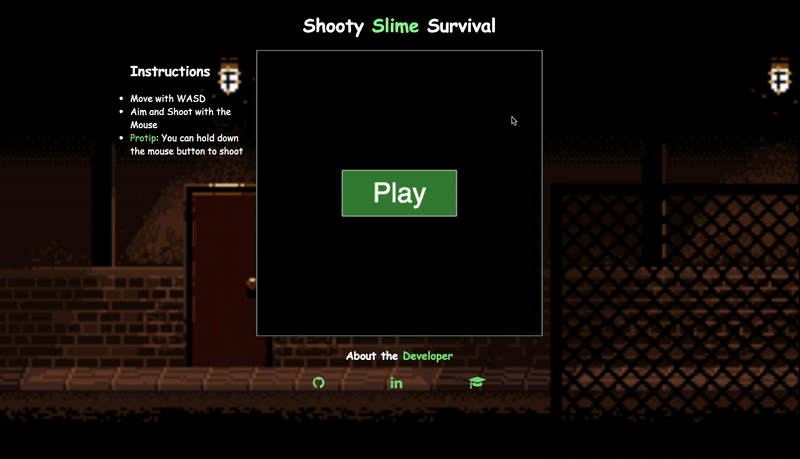 Shooty Slime Survival
Instructions
Move with WASD
Aim and Shoot with the
Mouse
Protip: You can hold down
the mouse button to shoot
Play
About the Developer
in